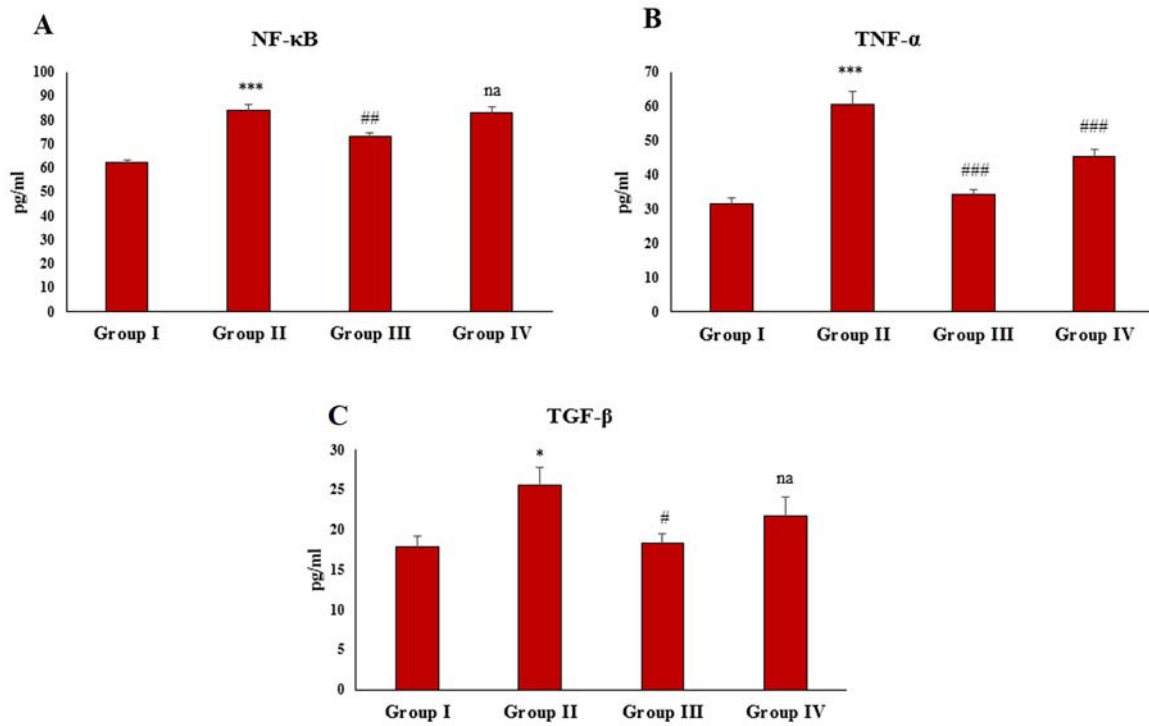 A
NF-κB
100
90
80
70
60
50
40
30
20
10
0
pg/ml
***
##
na
Group I
Group II
Group III
Group IV
B
TNF-α
70
60
50
40
30
20
10
0
pg/ml
***
###
###
Group I
Group II
Group III
Group IV
C
TGF-β
30
25
20
15
10
5
0
pg/ml
*
#
na
Group I
Group II
Group III
Group IV